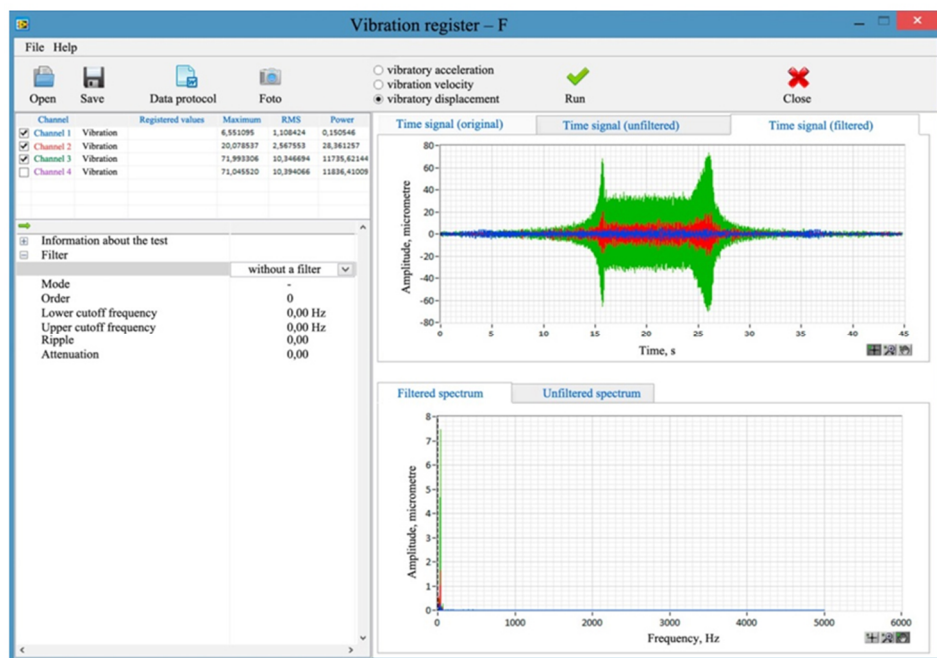 Vibration register – F
File Help
Open Save Data protocol Foto
vibratory acceleration
vibration velocity
vibratory displacement
Run
Close
Channel Registered values Maximum RMS Power
Channel 1 Vibration 6,551095 1,108424 0,150546
Channel 2 Vibration 20,078537 2,567553 28,361257
Channel 3 Vibration 71,993306 10,346694 11735,62144
Channel 4 Vibration 71,045520 10,394066 11836,41009
Information about the test
Filter
without a filter
Mode -
Order 0
Lower cutoff frequency 0,00 Hz
Upper cutoff frequency 0,00 Hz
Ripple 0,00
Attenuation 0,00
Time signal (original) Time signal (unfiltered) Time signal (filtered)
Amplitude, micrometre
80
60
40
20
0
-20
-40
-60
-80
0 5 10 15 20 25 30 35 40 45
Time, s
Filtered spectrum Unfiltered spectrum
Amplitude, micrometre
8
7
6
5
4
3
2
1
0
0 1000 2000 3000 4000 5000 6000
Frequency, Hz